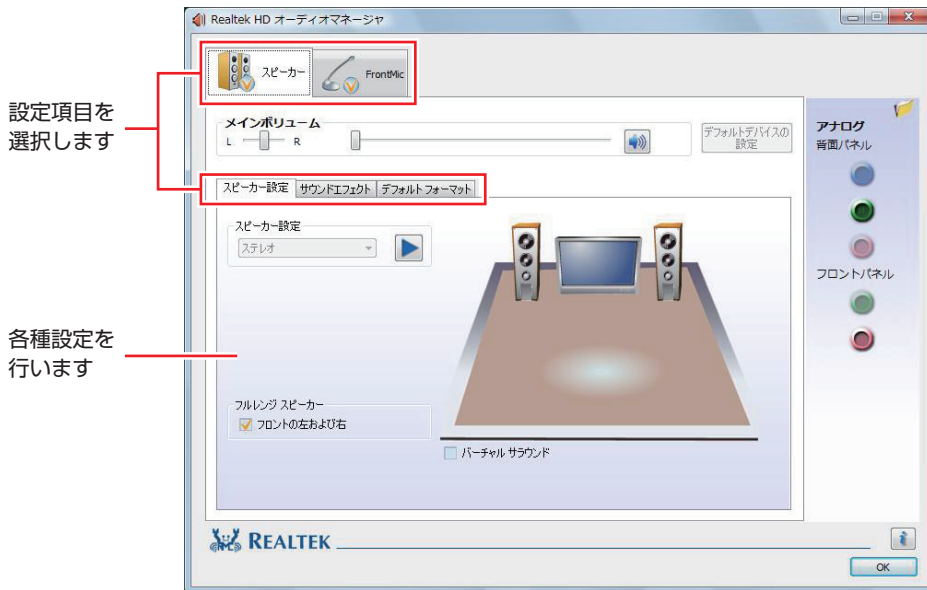 Realtek HD オーディオマネージャ
スピーカー
FrontMic
設定項目を
選択します
メインボリューム
L
R
デフォルトデバイスの
設定
アナログ
背面パネル
スピーカー設定
サウンドエフェクト
デフォルトフォーマット
スピーカー設定
ステレオ
フロントパネル
各種設定を
行います
フルレンジ スピーカー
フロントの左および右
バーチャル サラウンド
REALTEK
OK